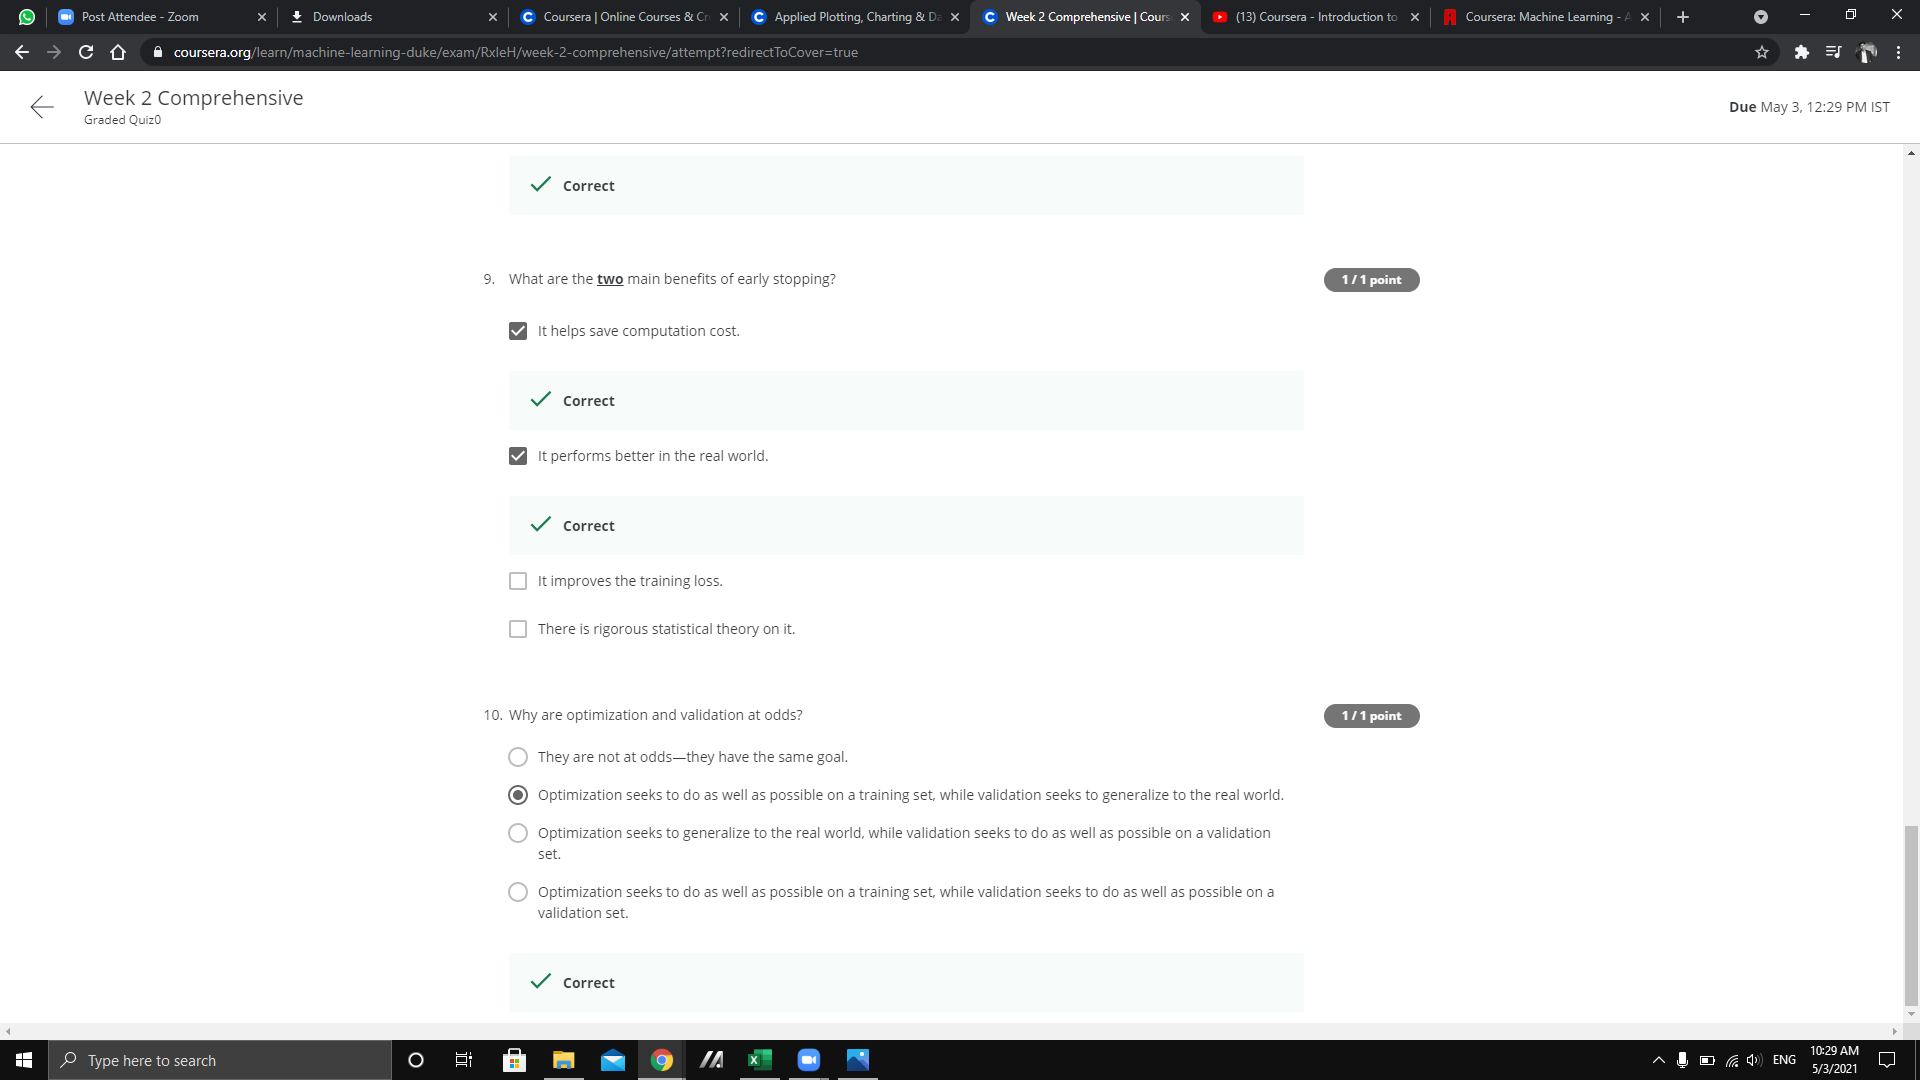 Post Attendee - Zoom
Downloads
Coursera | Online Courses & Cr
Applied Plotting, Charting & Da
Week 2 Comprehensive | Cours
(13) Coursera - Introduction to
Coursera: Machine Learning - A
coursera.org/learn/machine-learning-duke/exam/RxleH/week-2-comprehensive/attempt?redirectToCover=true
Week 2 Comprehensive
Graded Quiz0
Due May 3, 12:29 PM IST
Correct
9. What are the two main benefits of early stopping?
1 / 1 point
It helps save computation cost.
Correct
It performs better in the real world.
Correct
It improves the training loss.
There is rigorous statistical theory on it.
10. Why are optimization and validation at odds?
1 / 1 point
They are not at odds—they have the same goal.
Optimization seeks to do as well as possible on a training set, while validation seeks to generalize to the real world.
Optimization seeks to generalize to the real world, while validation seeks to do as well as possible on a validation
set.
Optimization seeks to do as well as possible on a training set, while validation seeks to do as well as possible on a
validation set.
Correct
Type here to search
ENG
10:29 AM
5/3/2021